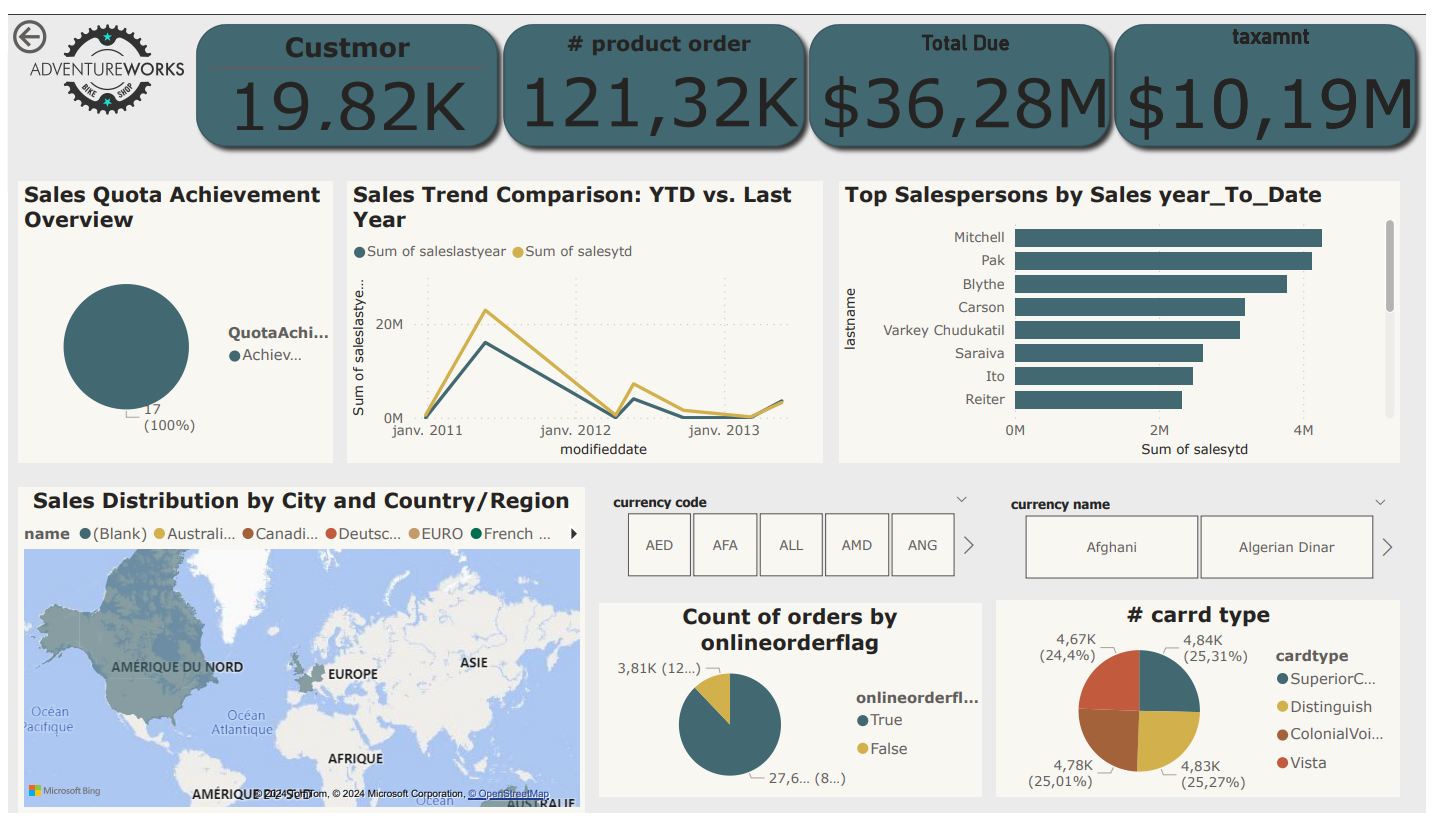 ADVENTUREWORKS
BIKE SHOP
Custmor
19,82K
# product order
121,32K
Total Due
$36,28M
taxamnt
$10,19M
Sales Quota Achievement
Overview
QuotaAchi...
Achiev...
17
(100%)
Sales Trend Comparison: YTD vs. Last
Year
Sum of saleslastyear Sum of salesytd
Sum of saleslastye...
20M
0M
janv. 2011 janv. 2012 janv. 2013
modifieddate
Top Salespersons by Sales year_To_Date
lastname
Mitchell
Pak
Blythe
Carson
Varkey Chudukatil
Saraiva
Ito
Reiter
0M 2M 4M
Sum of salesytd
Sales Distribution by City and Country/Region
name (Blank) Australi... Canadi... Deutsc... EURO French ...
AMÉRIQUE DU NORD
EUROPE
ASIE
Océan
Pacifique
Océan
Atlantique
AFRIQUE
AMÉRIQUE DU SUD
Océan
AUSTRALIE
Microsoft Bing
© 2024 TomTom, © 2024 Microsoft Corporation, © OpenStreetMap
currency code
AED AFA ALL AMD ANG
currency name
Afghani Algerian Dinar
Count of orders by
onlineorderflag
3,81K (12...)
27,6... (8...)
onlineorderfl...
True
False
# carrd type
4,67K
(24,4%)
4,84K
(25,31%)
4,78K
(25,01%)
4,83K
(25,27%)
cardtype
SuperiorC...
Distinguish
ColonialVoi...
Vista